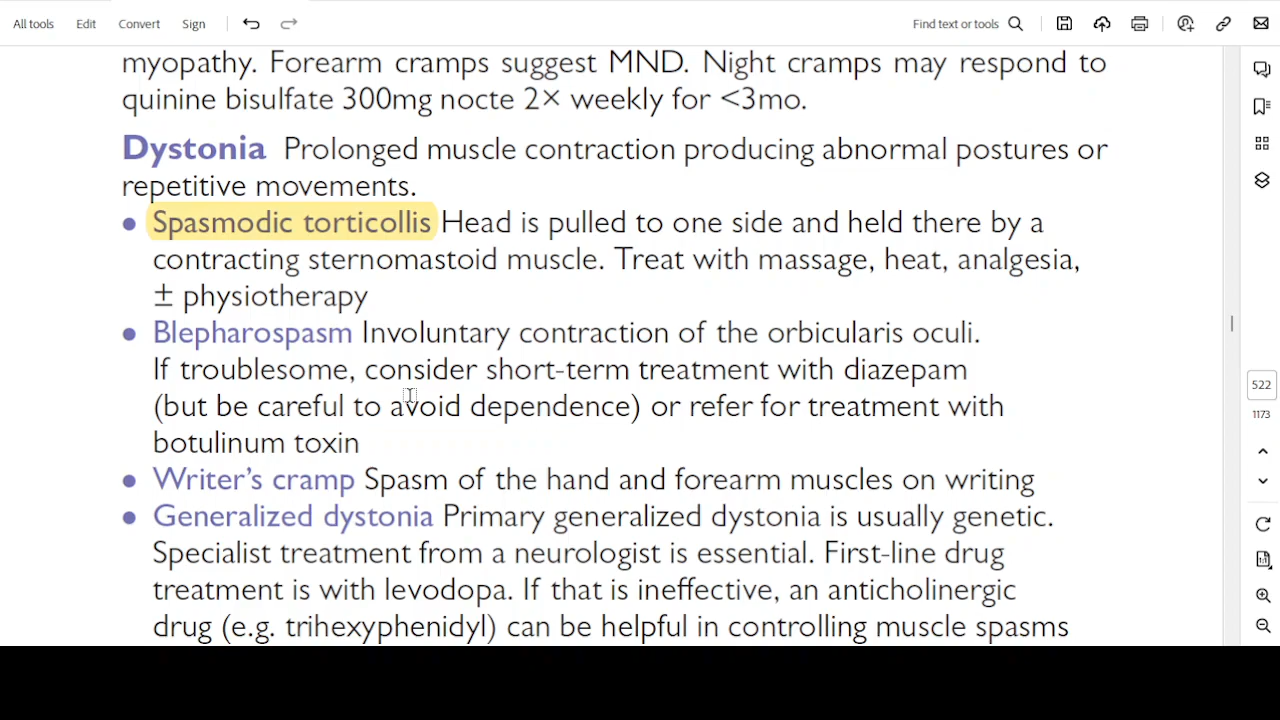 All tools Edit Convert Sign Find text or tools
myopathy. Forearm cramps suggest MND. Night cramps may respond to
quinine bisulfate 300mg nocte 2× weekly for <3mo.
Dystonia Prolonged muscle contraction producing abnormal postures or
repetitive movements.
• Spasmodic torticollis Head is pulled to one side and held there by a
contracting sternomastoid muscle. Treat with massage, heat, analgesia,
± physiotherapy
• Blepharospasm Involuntary contraction of the orbicularis oculi.
If troublesome, consider short-term treatment with diazepam
(but be careful to avoid dependence) or refer for treatment with
botulinum toxin
• Writer's cramp Spasm of the hand and forearm muscles on writing
• Generalized dystonia Primary generalized dystonia is usually genetic.
Specialist treatment from a neurologist is essential. First-line drug
treatment is with levodopa. If that is ineffective, an anticholinergic
drug (e.g. trihexyphenidyl) can be helpful in controlling muscle spasms
522
1173